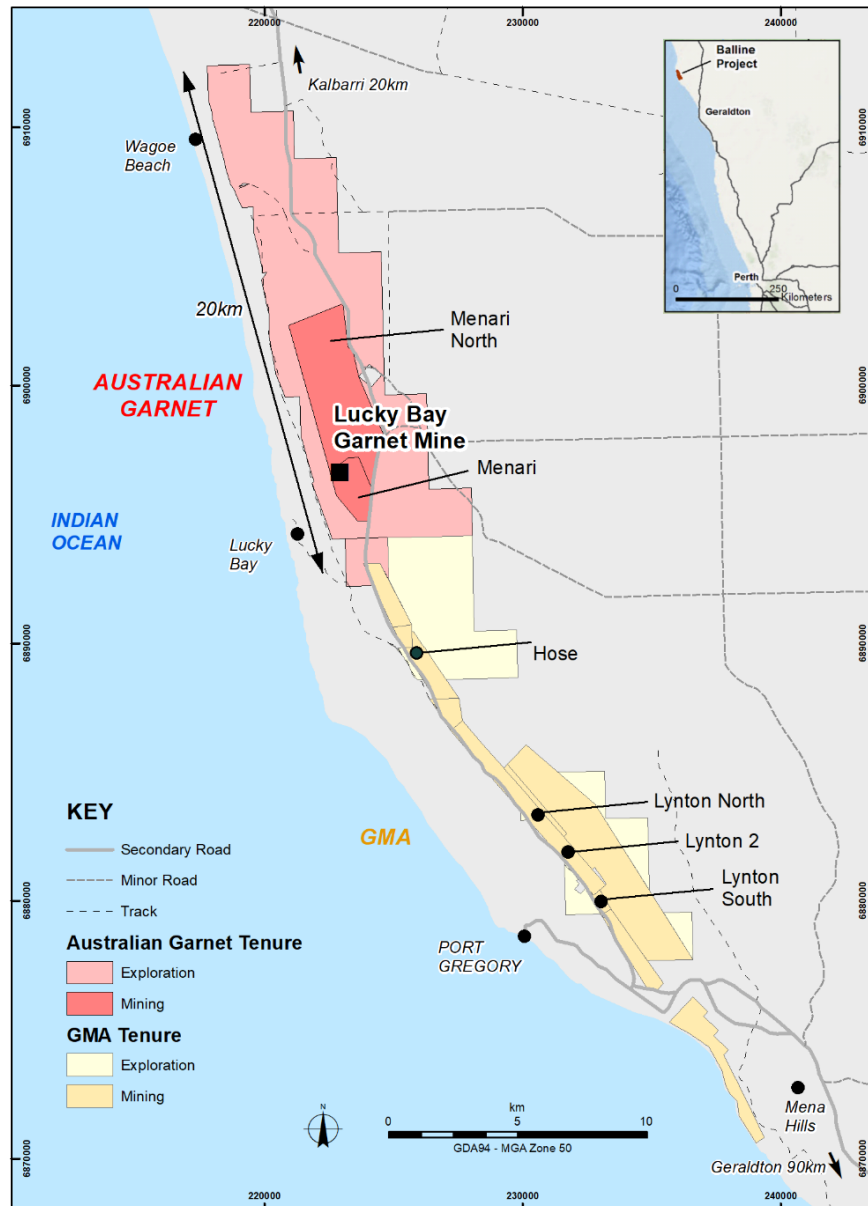 220000
230000
240000
Kalbarri 20km
Balline
Project
Geraldton
Perth
0
250
Kilometers
6910000
6910000
Wagoe
Beach
20km
Menari
North
6900000
6900000
AUSTRALIAN
GARNET
Lucky Bay
Garnet Mine
Menari
INDIAN
OCEAN
Lucky
Bay
6890000
6890000
Hose
KEY
Secondary Road
Minor Road
Track
Australian Garnet Tenure
Exploration
Mining
GMA Tenure
Exploration
Mining
GMA
Lynton North
Lynton 2
Lynton
South
6880000
6880000
PORT
GREGORY
N
km
0
5
10
GDA94 - MGA Zone 50
Mena
Hills
Geraldton 90km
6870000
6870000
220000
230000
240000